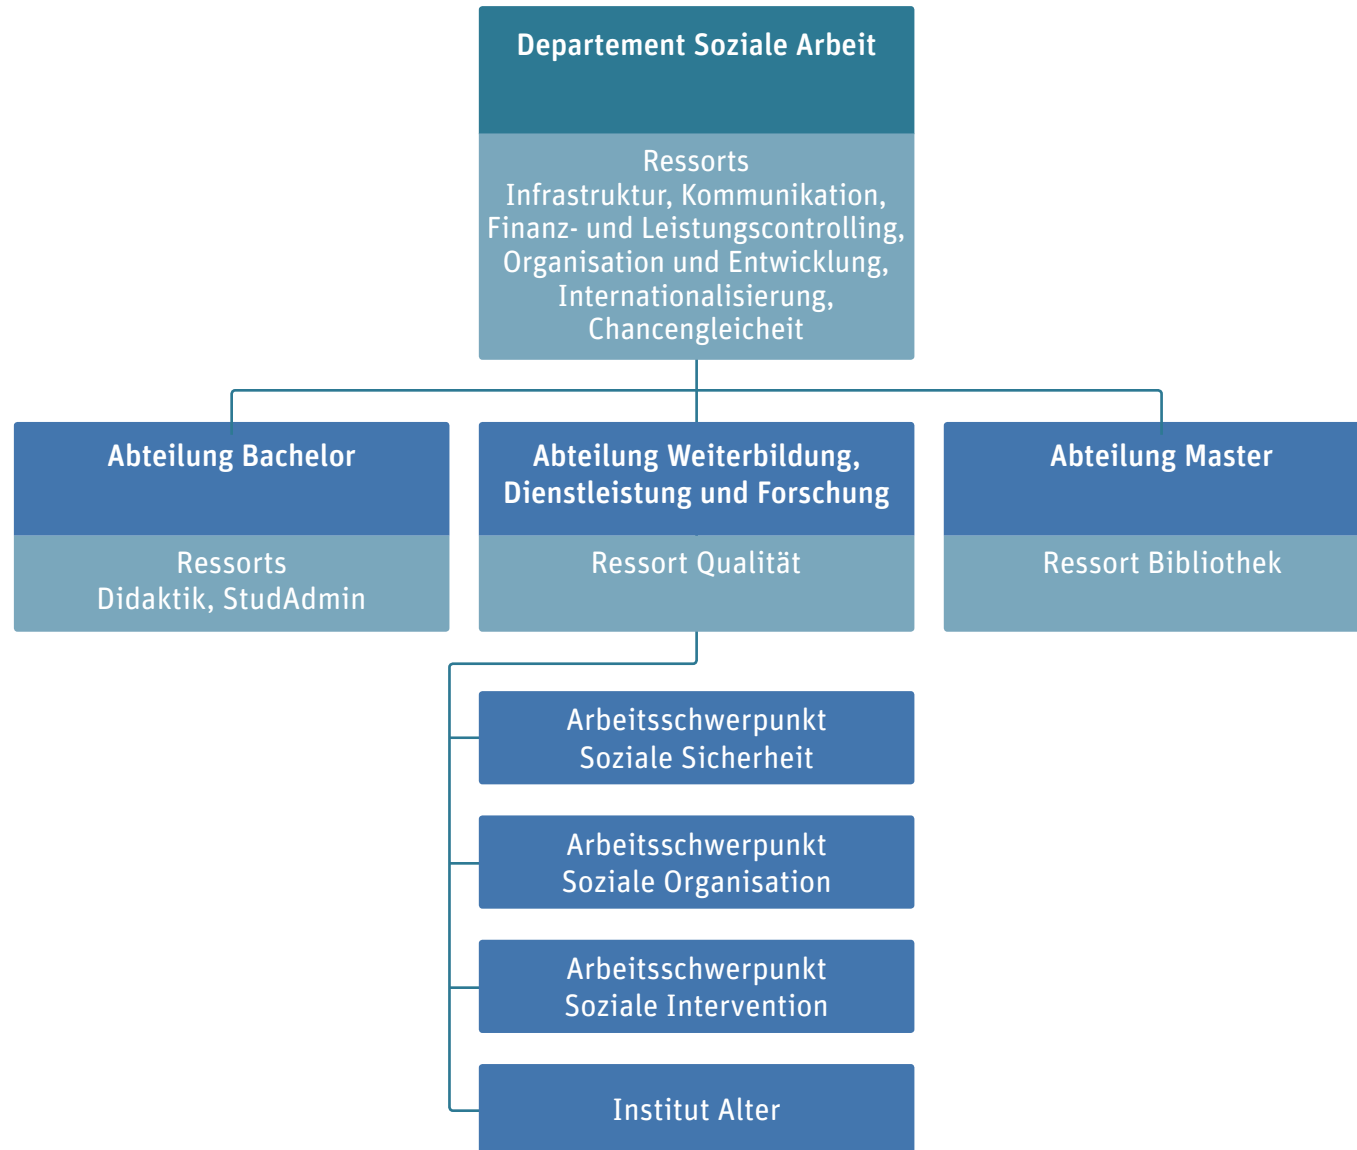 Departement Soziale Arbeit
Ressorts
Infrastruktur, Kommunikation,
Finanz- und Leistungscontrolling,
Organisation und Entwicklung,
Internationalisierung,
Chancengleicheit
Abteilung Bachelor
Ressorts
Didaktik, StudAdmin
Abteilung Weiterbildung,
Dienstleistung und Forschung
Ressort Qualität
Abteilung Master
Ressort Bibliothek
Arbeitsschwerpunkt
Soziale Sicherheit
Arbeitsschwerpunkt
Soziale Organisation
Arbeitsschwerpunkt
Soziale Intervention
Institut Alter